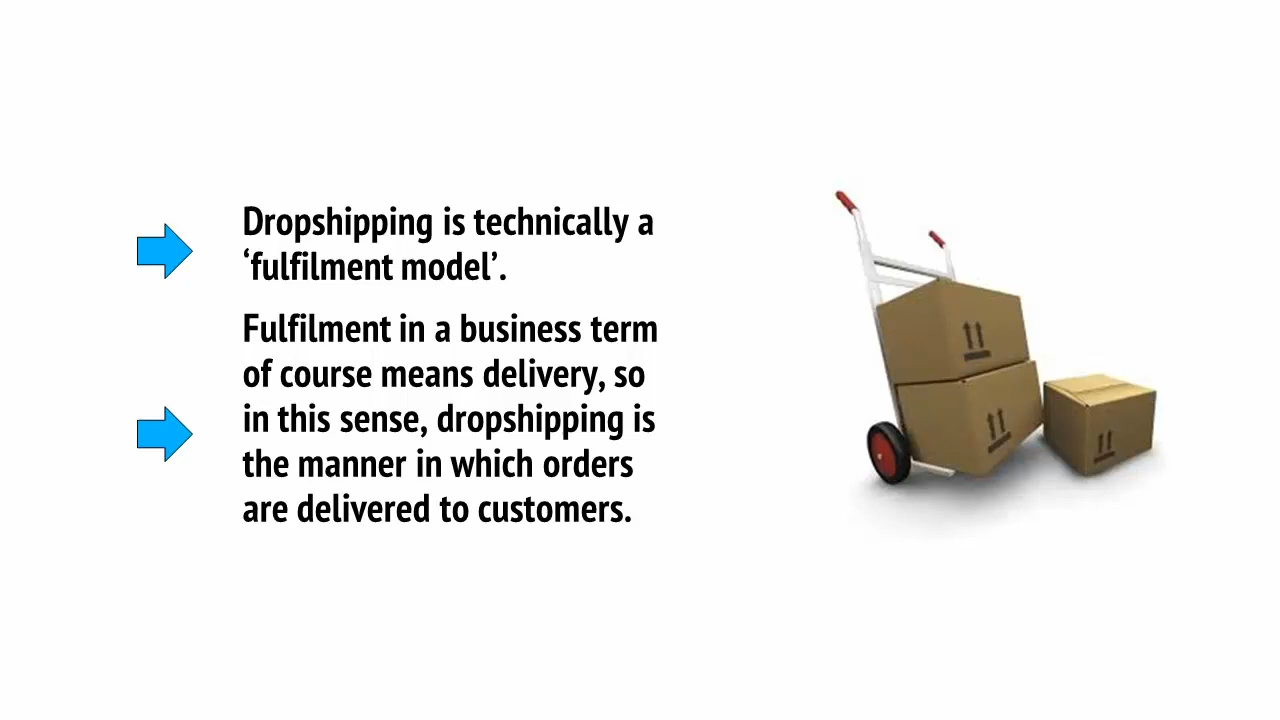 Dropshipping is technically a
‘fulfilment model’.
Fulfilment in a business term
of course means delivery, so
in this sense, dropshipping is
the manner in which orders
are delivered to customers.